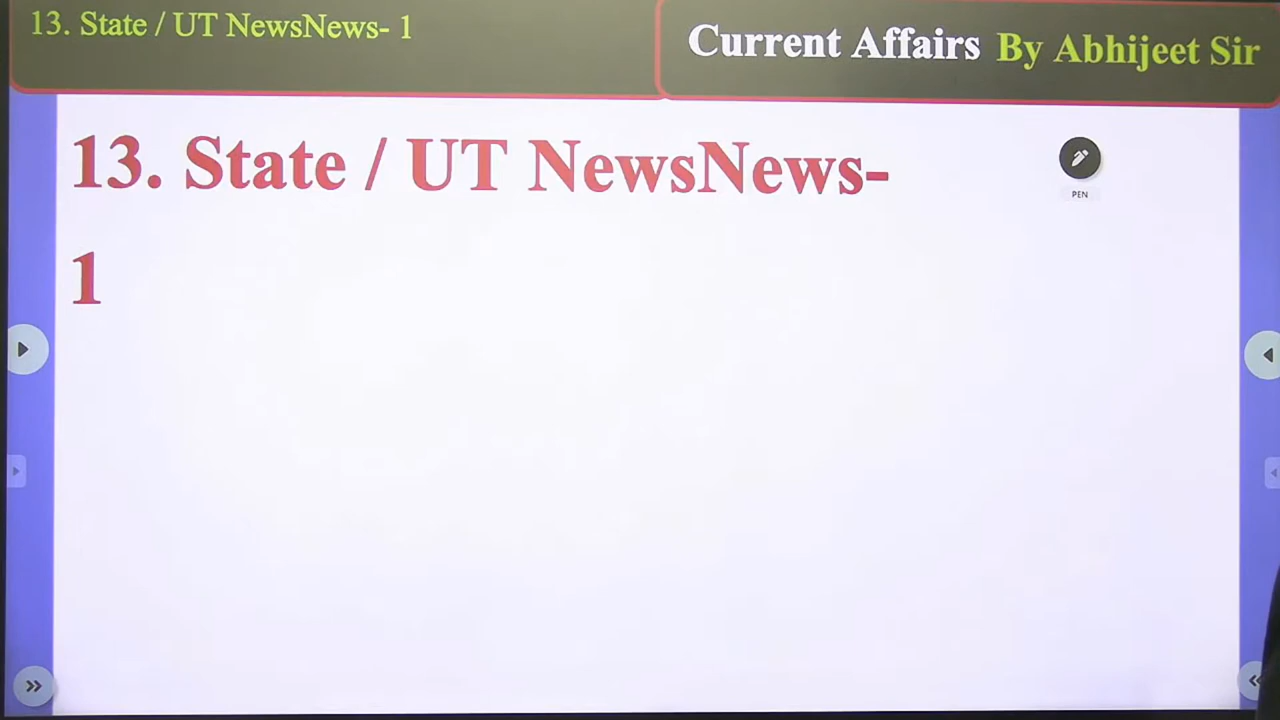 13. State / UT NewsNews- 1
Current Affairs By Abhijeet Sir
13. State / UT NewsNews-
1
PEN